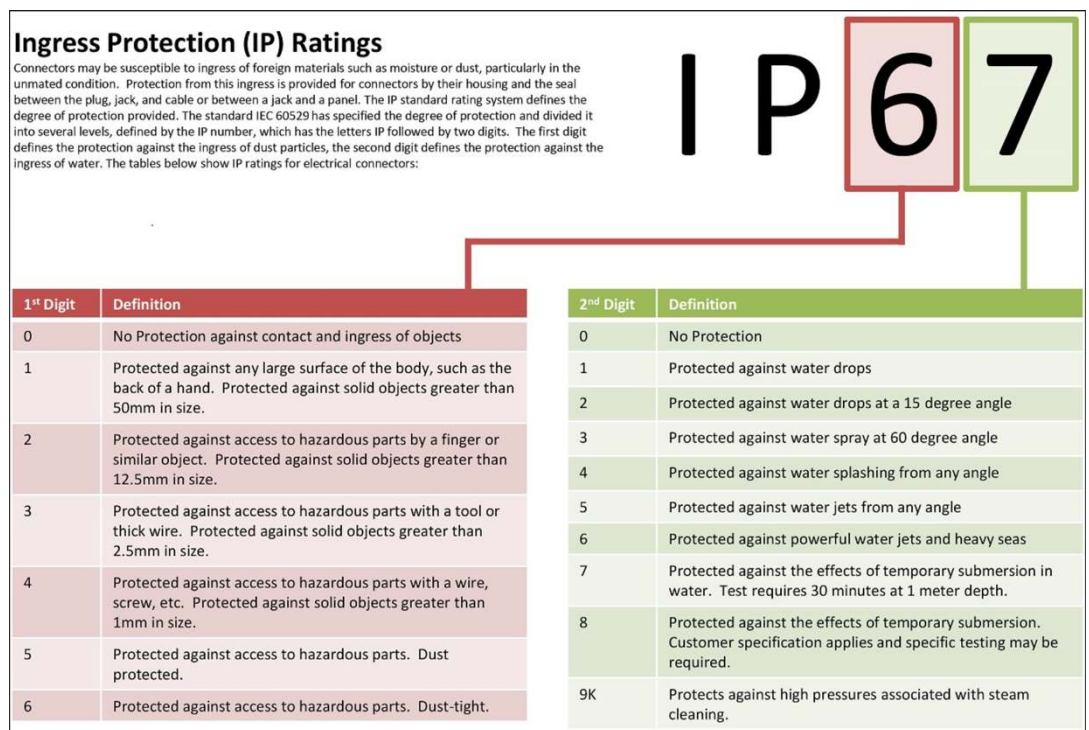 Ingress Protection (IP) Ratings
Connectors may be susceptible to ingress of foreign materials such as moisture or dust, particularly in the
unmated condition. Protection from this ingress is provided for connectors by their housing and the seal
between the plug, jack, and cable or between a jack and a panel. The IP standard rating system defines the
degree of protection provided. The standard IEC 60529 has specified the degree of protection and divided it
into several levels, defined by the IP number, which has the letters IP followed by two digits. The first digit
defines the protection against the ingress of dust particles, the second digit defines the protection against the
ingress of water. The tables below show IP ratings for electrical connectors:
IP67
1st Digit Definition
0 No Protection against contact and ingress of objects
1 Protected against any large surface of the body, such as the
back of a hand. Protected against solid objects greater than
50mm in size.
2 Protected against access to hazardous parts by a finger or
similar object. Protected against solid objects greater than
12.5mm in size.
3 Protected against access to hazardous parts with a tool or
thick wire. Protected against solid objects greater than
2.5mm in size.
4 Protected against access to hazardous parts with a wire,
screw, etc. Protected against solid objects greater than
1mm in size.
5 Protected against access to hazardous parts. Dust
protected.
6 Protected against access to hazardous parts. Dust-tight.
2nd Digit Definition
0 No Protection
1 Protected against water drops
2 Protected against water drops at a 15 degree angle
3 Protected against water spray at 60 degree angle
4 Protected against water splashing from any angle
5 Protected against water jets from any angle
6 Protected against powerful water jets and heavy seas
7 Protected against the effects of temporary submersion in
water. Test requires 30 minutes at 1 meter depth.
8 Protected against the effects of temporary submersion.
Customer specification applies and specific testing may be
required.
9K Protects against high pressures associated with steam
cleaning.